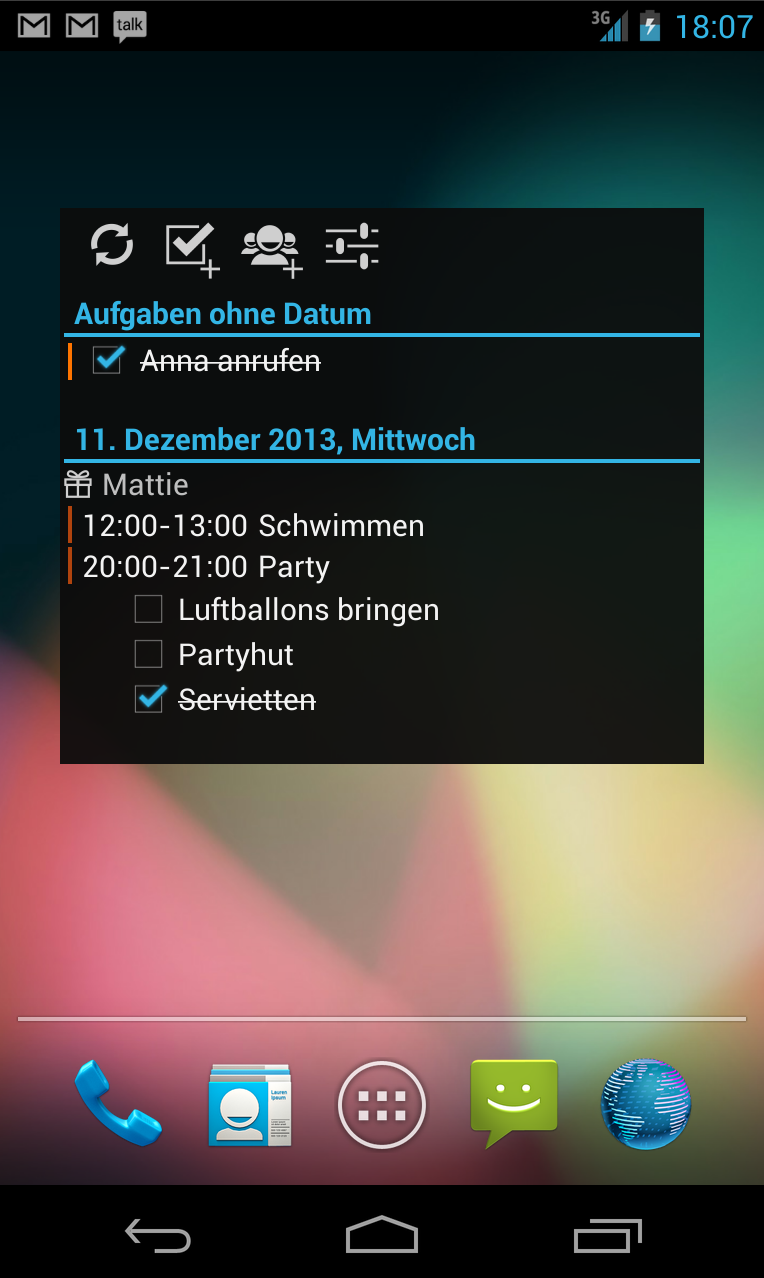 talk
3G
18:07
Aufgaben ohne Datum
Anna anrufen
11. Dezember 2013, Mittwoch
Mattie
12:00-13:00 Schwimmen
20:00-21:00 Party
Luftballons bringen
Partyhut
Servietten
Lauren
Ipsum